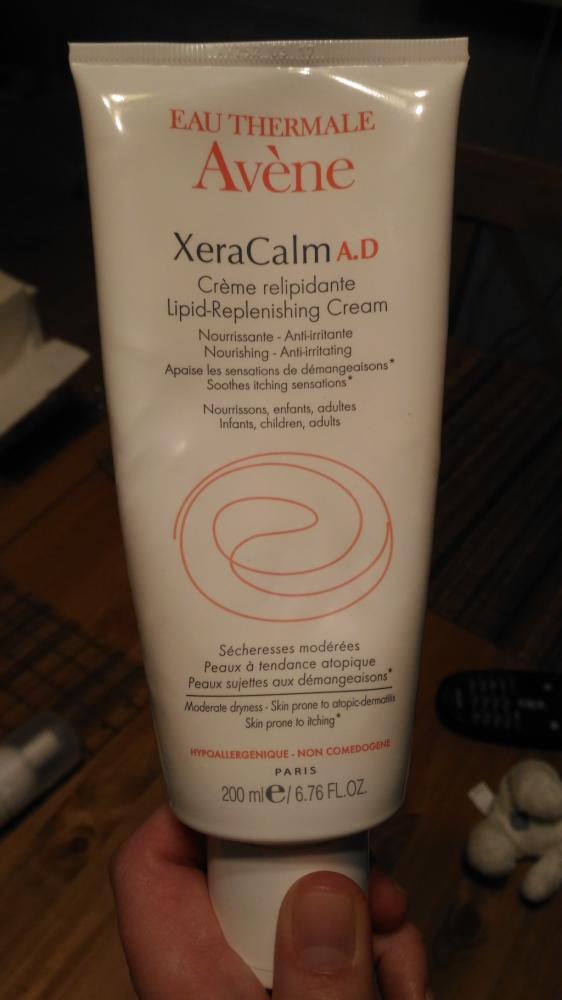 EAU THERMALE
Avène
XeraCalm A.D
Crème relipidante
Lipid-Replenishing Cream
Nourrissante - Anti-irritante
Nourishing - Anti-irritating
Apaise les sensations de démangeaisons*
Soothes itching sensations*
Nourrissons, enfants, adultes
Infants, children, adults
Sécheresses modérées
Peaux à tendance atopique
Peaux sujettes aux démangeaisons*
Moderate dryness - Skin prone to atopic-dermatitis
Skin prone to itching*
HYPOALLERGENIQUE - NON COMEDOGENE
PARIS
200 ml℮/ 6.76 FL.OZ.